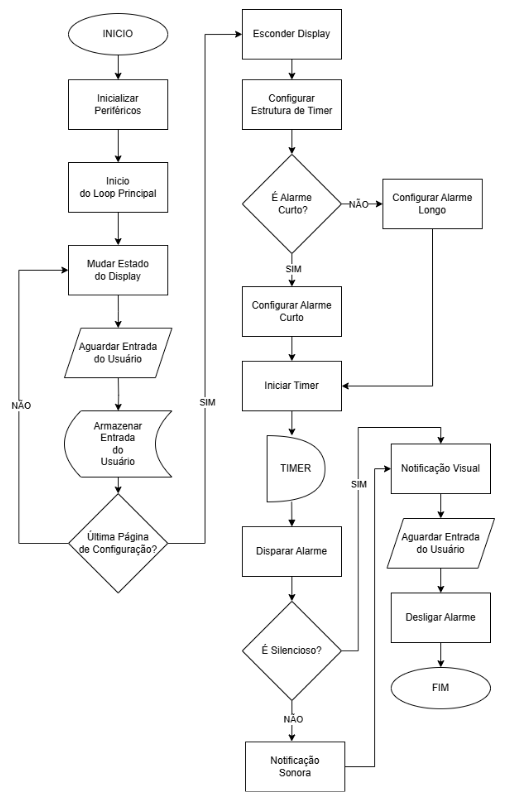 INICIO
Inicializar
Periféricos
Inicio
do Loop Principal
Mudar Estado
do Display
Aguardar Entrada
do Usuário
Armazenar
Entrada
do
Usuário
Última Página
de Configuração?
NÃO
SIM
Esconder Display
Configurar
Estrutura de Timer
É Alarme
Curto?
NÃO
Configurar Alarme
Longo
SIM
Configurar Alarme
Curto
Iniciar Timer
TIMER
Disparar Alarme
É Silencioso?
SIM
NÃO
Notificação
Sonora
Notificação Visual
Aguardar Entrada
do Usuário
Desligar Alarme
FIM